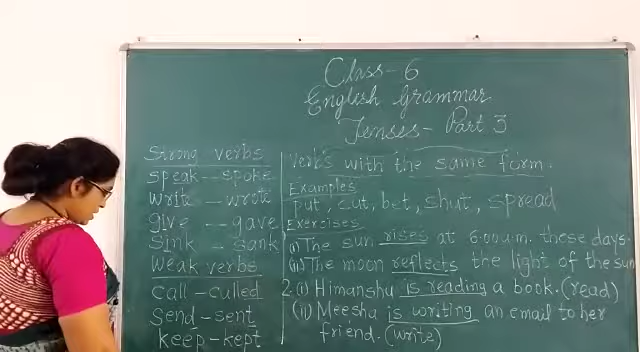 Class-6
English Grammar
Tenses- Part 3
Strong verbs
speak - spoke
write - wrote
give - gave
sink - sank
Weak verbs
call - called
Send - sent
keep - kept
Verbs with the same form.
Examples
put, cut, bet, shut, spread
Exercises
(i) The sun rises at 6:00a.m. these days.
(ii) The moon reflects the light of the sun
2.(i) Himanshu is reading a book. (read)
(ii) Meesha is writing an email to her
friend. (write)